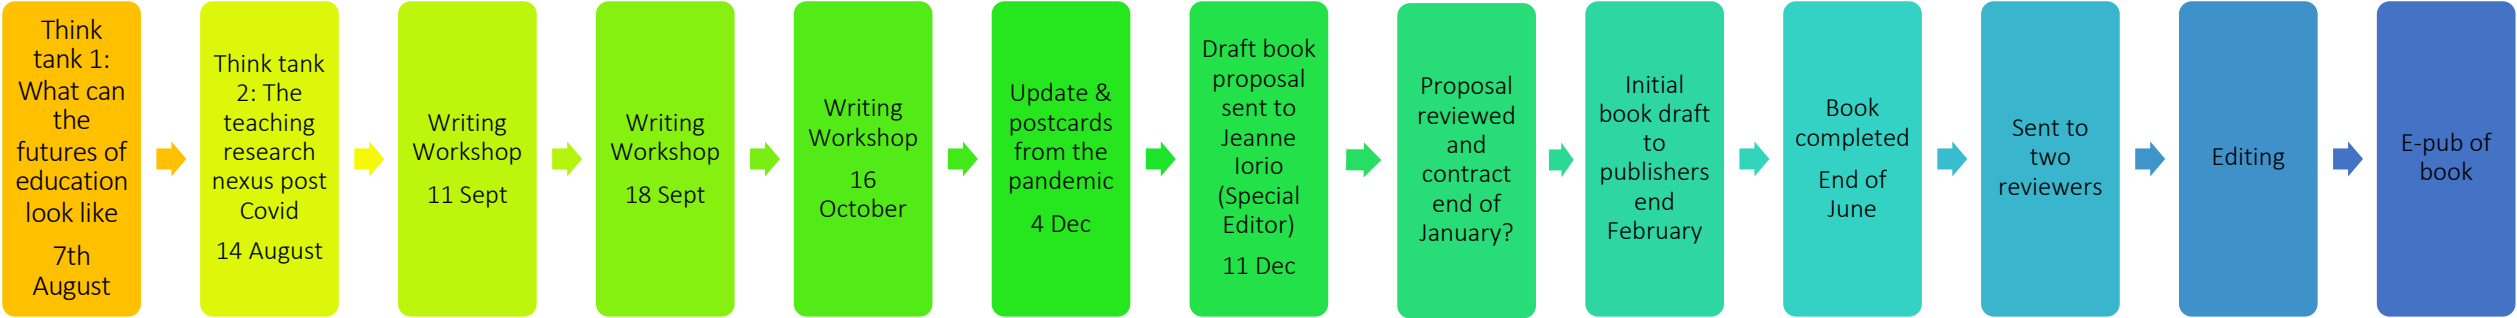 Think
tank 1:
What can
the
futures of
education
look like
7th
August
Think tank
2: The
teaching
research
nexus post
Covid
14 August
Writing
Workshop
11 Sept
Writing
Workshop
18 Sept
Writing
Workshop
16
October
Update &
postcards
from the
pandemic
4 Dec
Draft book
proposal
sent to
Jeanne
Iorio
(Special
Editor)
11 Dec
Proposal
reviewed
and
contract
end of
January?
Initial
book draft
to
publishers
end
February
Book
completed
End of
June
Sent to
two
reviewers
Editing
E-pub of
book